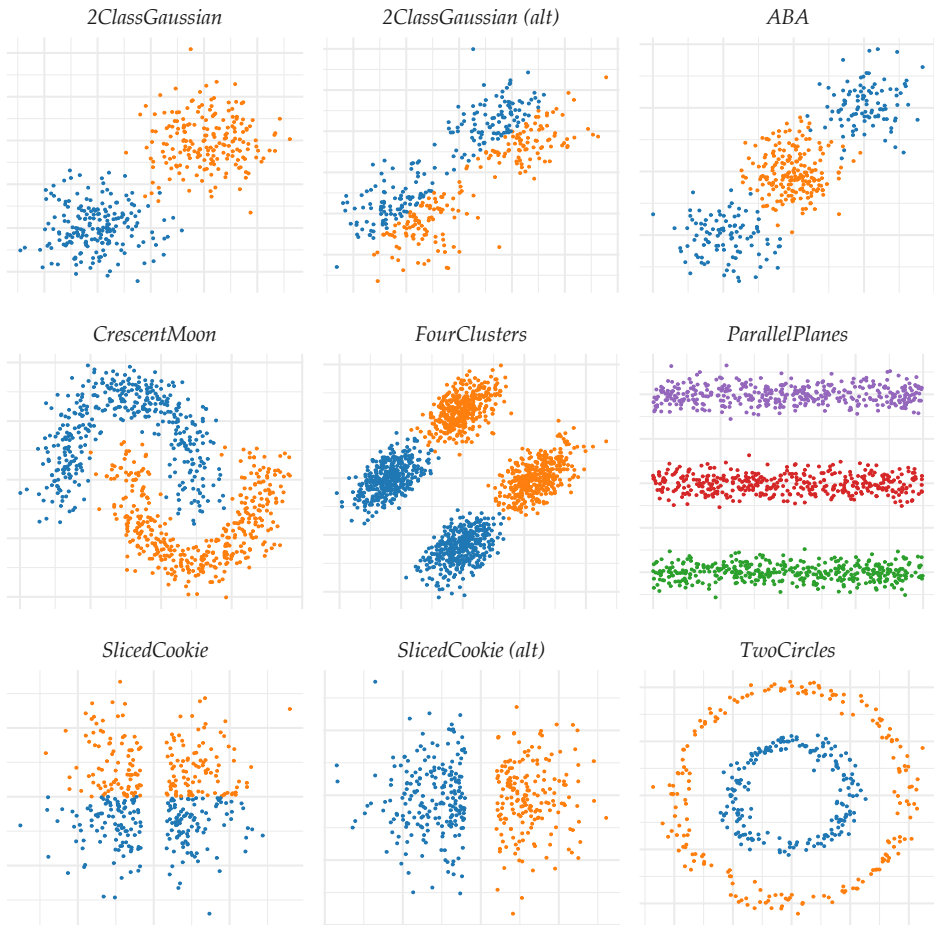 2ClassGaussian
2ClassGaussian (alt)
ABA
CrescentMoon
FourClusters
ParallelPlanes
SlicedCookie
SlicedCookie (alt)
TwoCircles